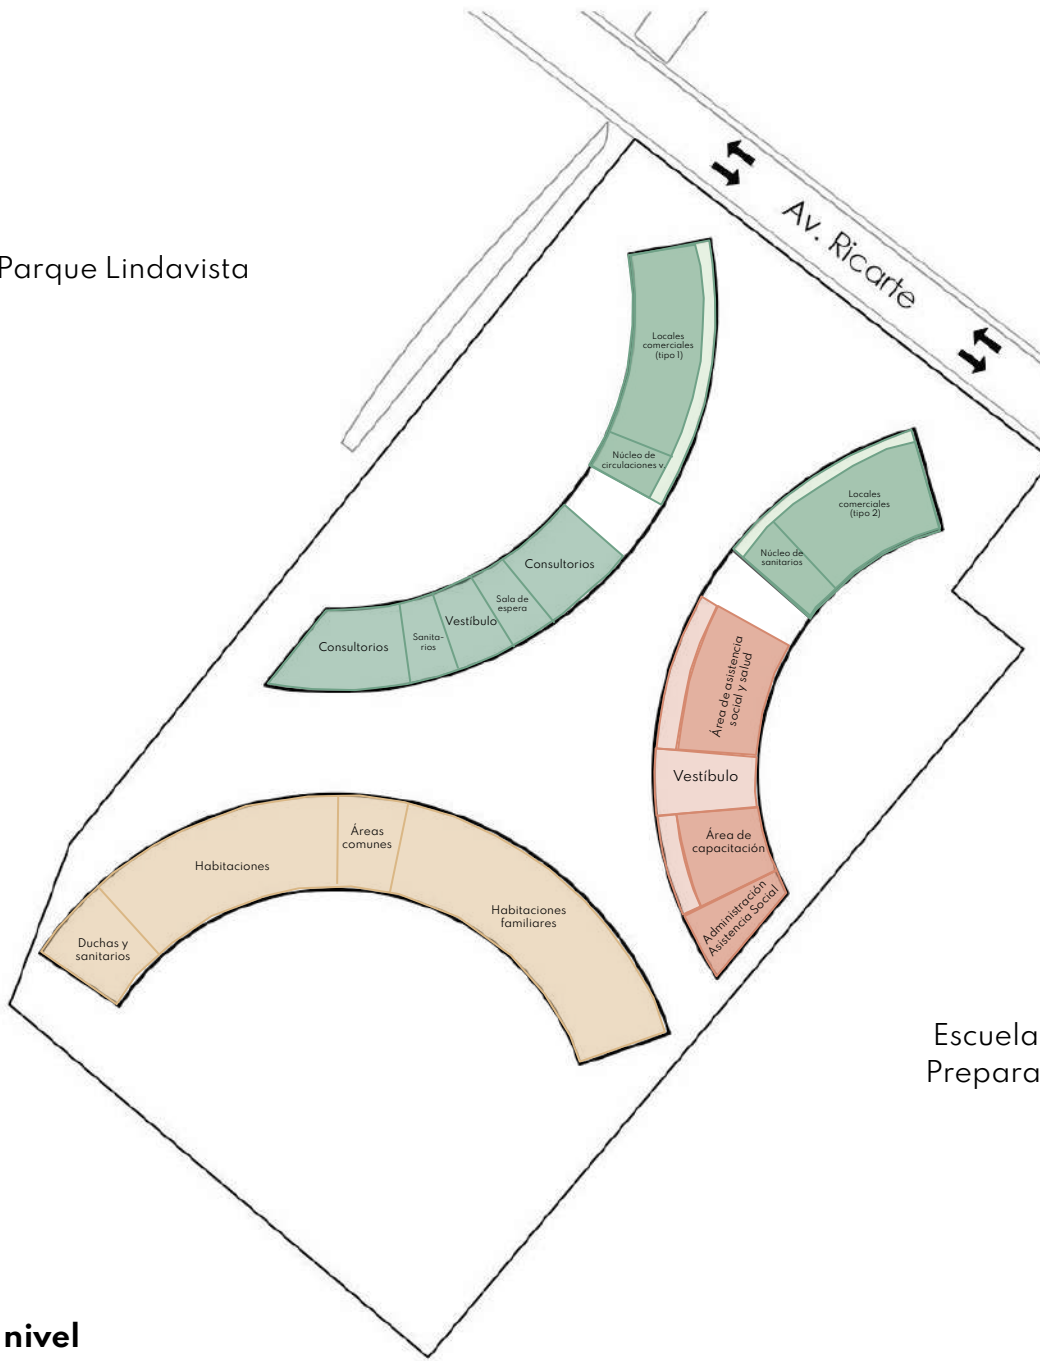 Av. Ricarte
Parque Lindavista
Locales
comerciales
(tipo 1)
Núcleo de
circulaciones v.
Locales
comerciales
(tipo 2)
Núcleo de
sanitarios
Consultorios
Sala de
espera
Vestíbulo
Sanita-
rios
Consultorios
Área de asistencia
social y salud
Vestíbulo
Área de
capacitación
Administración
Asistencia Social
Áreas
comunes
Habitaciones
Habitaciones
familiares
Duchas y
sanitarios
Escuela
Prepara
nivel